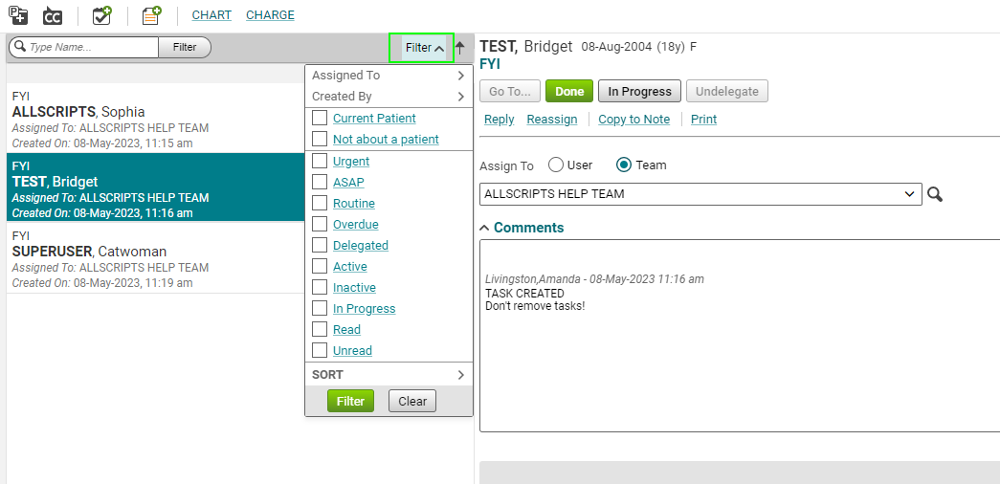 P CC CHART CHARGE
Type Name... Filter Filter
Assigned To
Created By
Current Patient
Not about a patient
Urgent
ASAP
Routine
Overdue
Delegated
Active
Inactive
In Progress
Read
Unread
SORT
Filter Clear
FYI
ALLSCRIPTS, Sophia
Assigned To: ALLSCRIPTS HELP TEAM
Created On: 08-May-2023, 11:15 am
FYI
TEST, Bridget
Assigned To: ALLSCRIPTS HELP TEAM
Created On: 08-May-2023, 11:16 am
FYI
SUPERUSER, Catwoman
Assigned To: ALLSCRIPTS HELP TEAM
Created On: 08-May-2023, 11:19 am
TEST, Bridget 08-Aug-2004 (18y) F
FYI
Go To... Done In Progress Undelegate
Reply Reassign Copy to Note Print
Assign To User Team
ALLSCRIPTS HELP TEAM
Comments
Livingston,Amanda - 08-May-2023 11:16 am
TASK CREATED
Don't remove tasks!